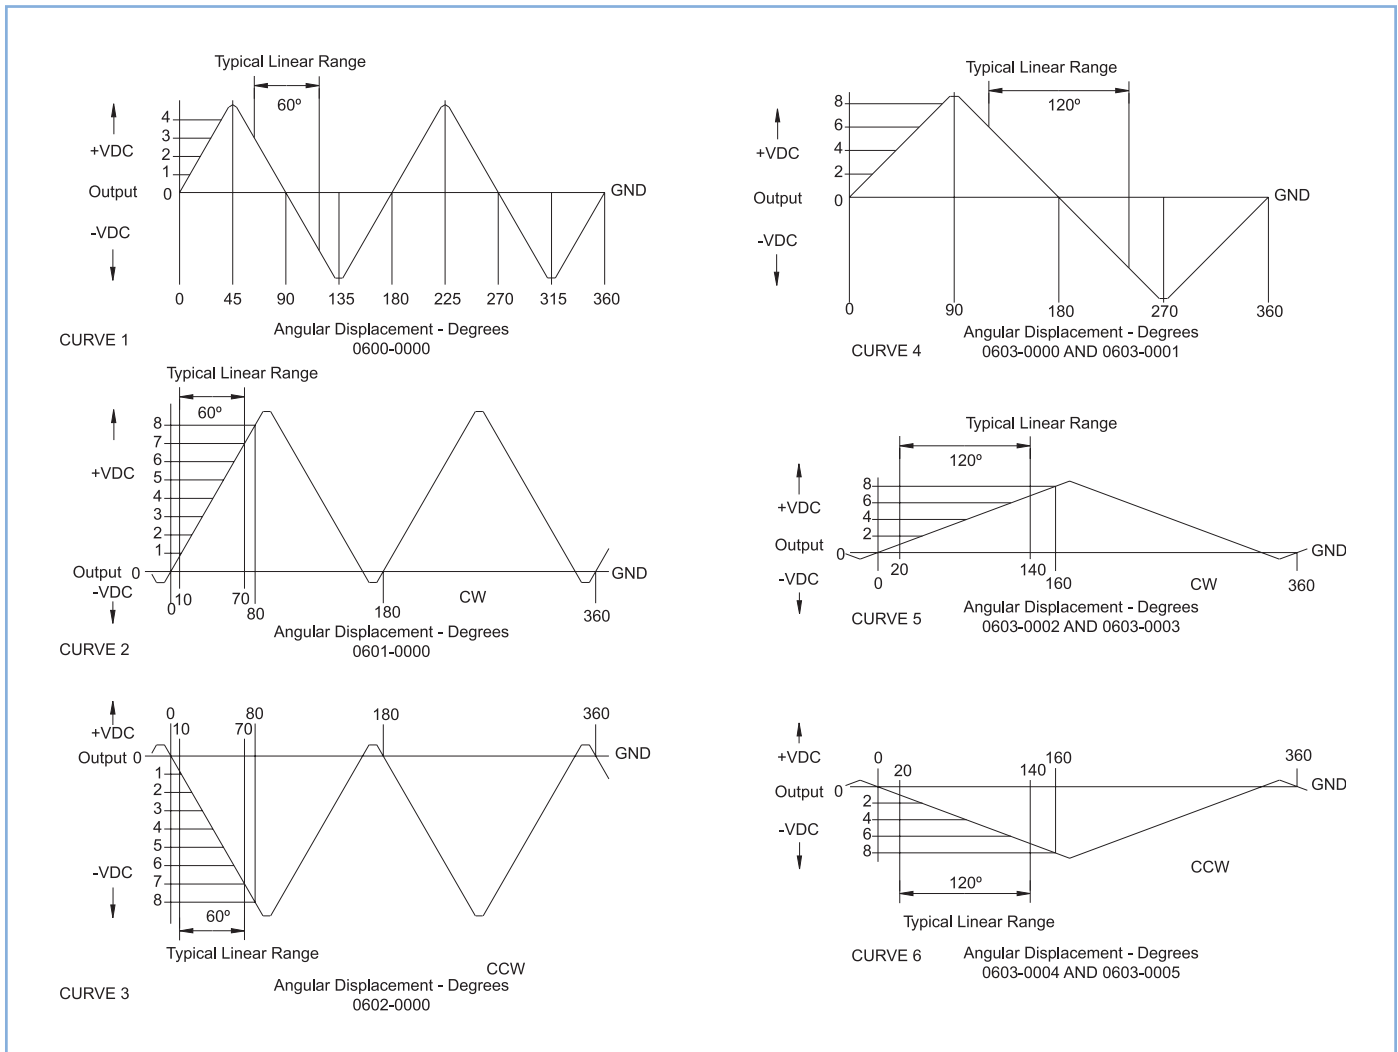 Typical Linear Range
60º
4
3
2
1
+VDC
Output
0
GND
-VDC
0 45 90 135 180 225 270 315 360
Angular Displacement - Degrees
CURVE 1
0600-0000
Typical Linear Range
60º
8
7
6
5
4
3
2
1
+VDC
Output 0
GND
-VDC
0 10 70 80 180 360
CW
Angular Displacement - Degrees
CURVE 2
0601-0000
0 10 70 80 180 360
+VDC
Output 0
GND
1
2
3
4
5
6
7
8
-VDC
60º
Typical Linear Range
CCW
Angular Displacement - Degrees
CURVE 3
0602-0000
Typical Linear Range
120º
8
6
4
2
+VDC
Output
0
GND
-VDC
0 90 180 270 360
Angular Displacement - Degrees
CURVE 4
0603-0000 AND 0603-0001
Typical Linear Range
120º
8
6
4
2
+VDC
Output
0
GND
-VDC
0 20 140 160 360
CW
Angular Displacement - Degrees
CURVE 5
0603-0002 AND 0603-0003
+VDC
0 20 140 160 360
Output 0
GND
2
4
6
8
-VDC
CCW
120º
Typical Linear Range
Angular Displacement - Degrees
CURVE 6
0603-0004 AND 0603-0005